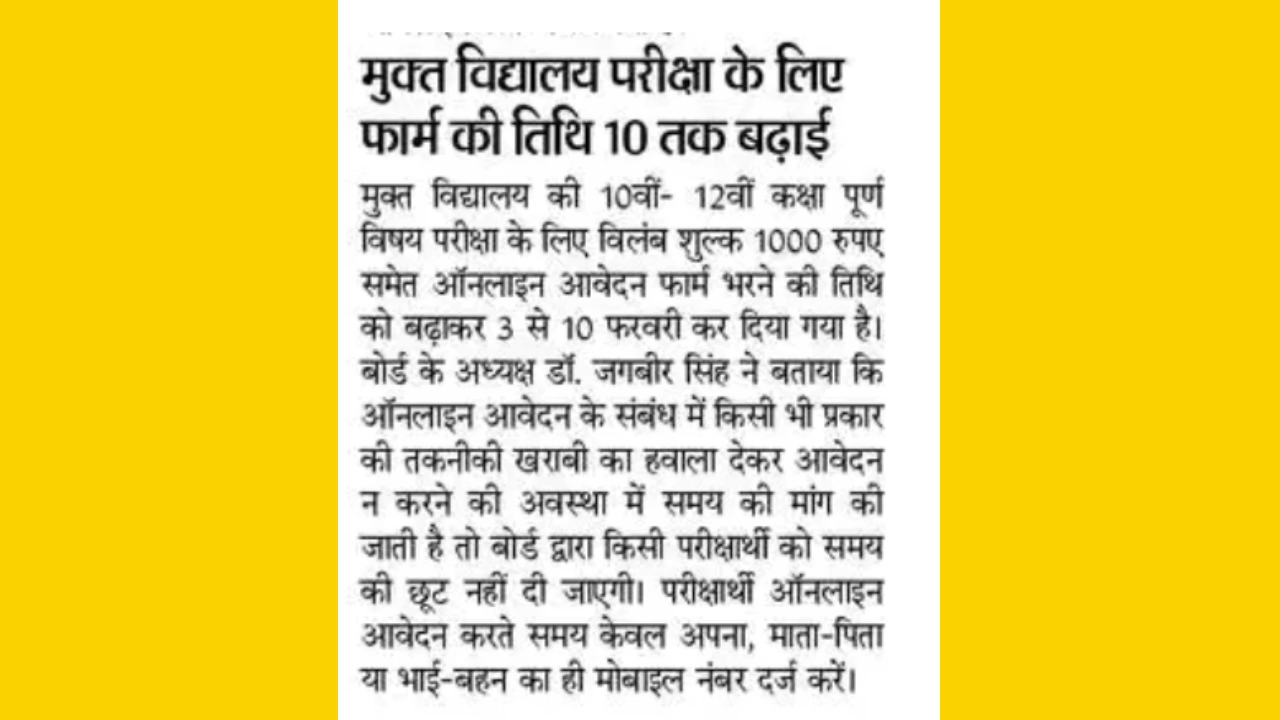 मुक्त विद्यालय परीक्षा के लिए
फार्म की तिथि 10 तक बढ़ाई
मुक्त विद्यालय की 10वीं- 12वीं कक्षा पूर्ण
विषय परीक्षा के लिए विलंब शुल्क 1000 रुपए
समेत ऑनलाइन आवेदन फार्म भरने की तिथि
को बढ़ाकर 3 से 10 फरवरी कर दिया गया है।
बोर्ड के अध्यक्ष डॉ. जगबीर सिंह ने बताया कि
ऑनलाइन आवेदन के संबंध में किसी भी प्रकार
की तकनीकी खराबी का हवाला देकर आवेदन
न करने की अवस्था में समय की मांग की
जाती है तो बोर्ड द्वारा किसी परीक्षार्थी को समय
की छूट नहीं दी जाएगी। परीक्षार्थी ऑनलाइन
आवेदन करते समय केवल अपना, माता-पिता
या भाई-बहन का ही मोबाइल नंबर दर्ज करें।